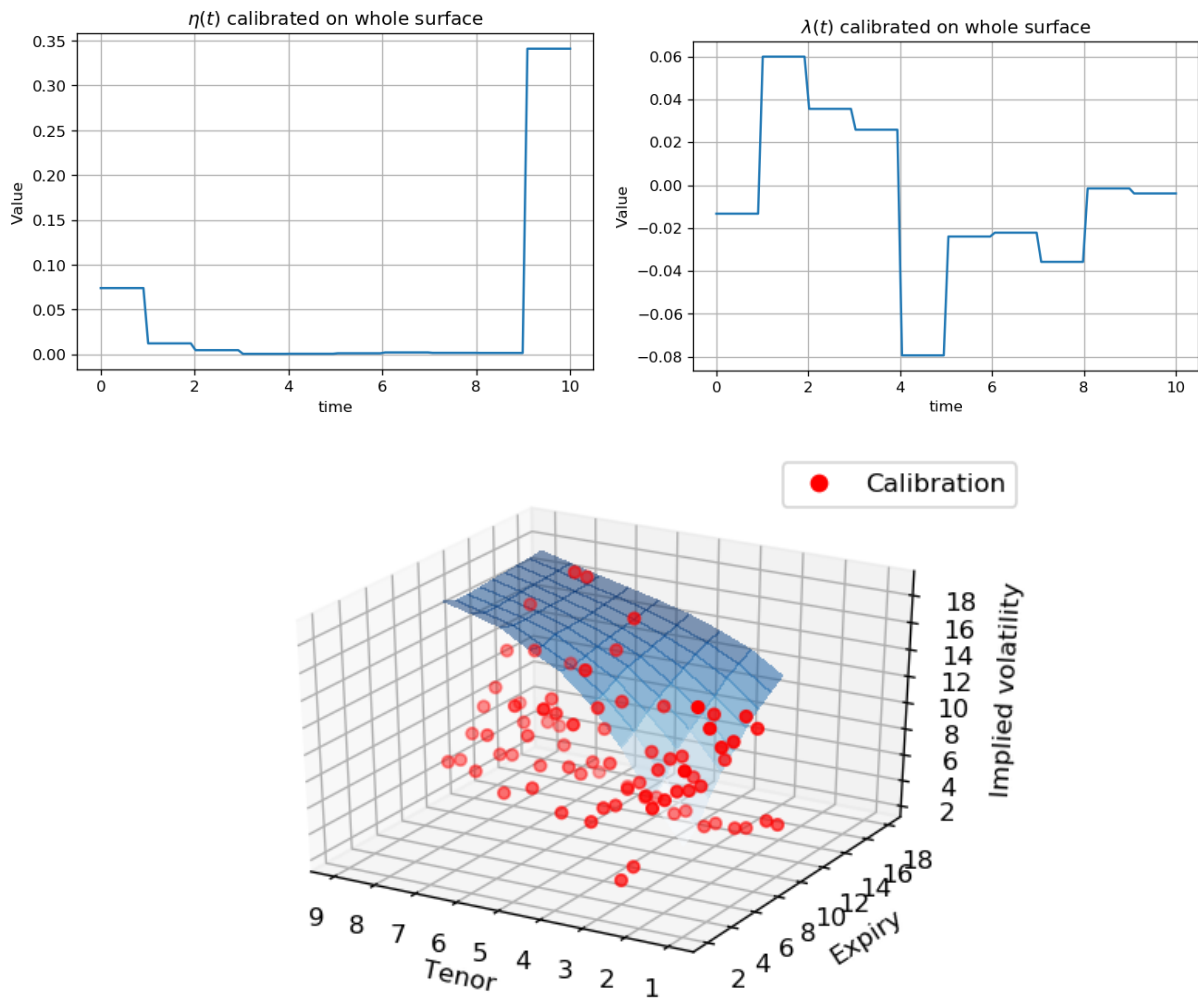 η(t) calibrated on whole surface
0.35
0.30
0.25
0.20
0.15
0.10
0.05
0.00
Value
0 2 4 6 8 10
time
λ(t) calibrated on whole surface
0.06
0.04
0.02
0.00
−0.02
−0.04
−0.06
−0.08
Value
0 2 4 6 8 10
time
Calibration
18
16
14
12
10
8
6
4
2
Implied volatility
9 8 7 6 5 4 3 2 1
Tenor
2 4 6 8 10 12 14 16 18
Expiry